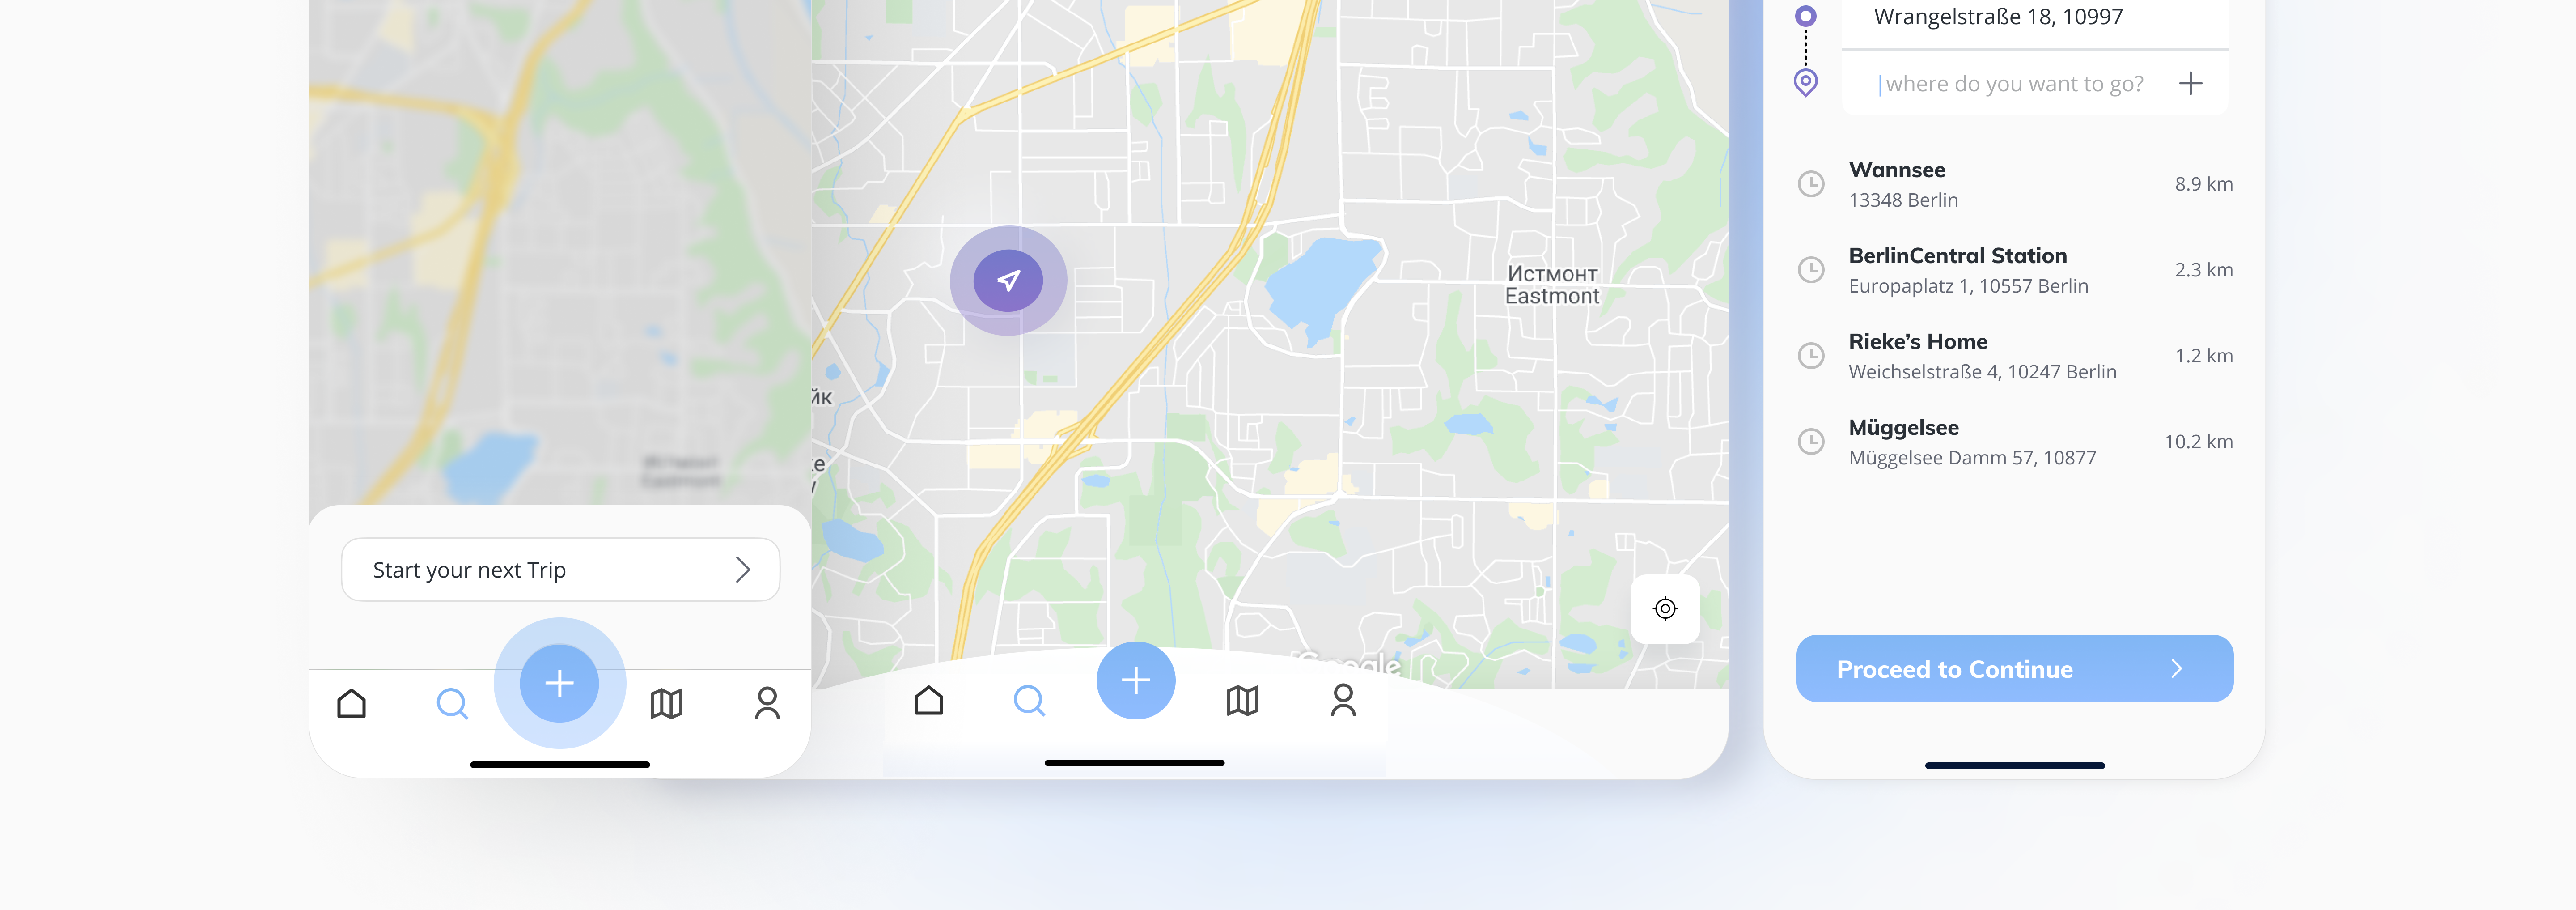 Start your next Trip
йк
Истмонт
Eastmont
Google
Wrangelstraße 18, 10997
where do you want to go?
Wannsee
13348 Berlin
8.9 km
BerlinCentral Station
Europaplatz 1, 10557 Berlin
2.3 km
Rieke’s Home
Weichselstraße 4, 10247 Berlin
1.2 km
Müggelsee
Müggelsee Damm 57, 10877
10.2 km
Proceed to Continue